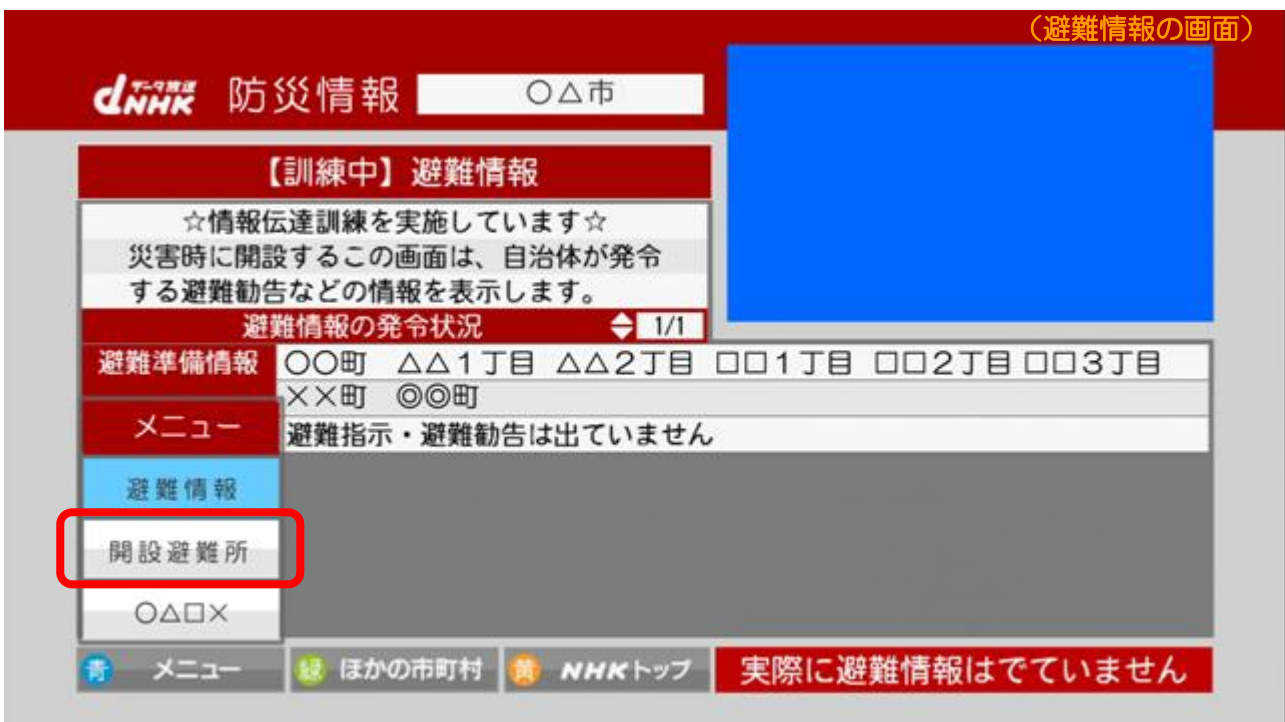 （避難情報の画面）
データ放送
dNHK 防災情報 ○△市
【訓練中】避難情報
☆情報伝達訓練を実施しています☆
災害時に開設するこの画面は、自治体が発令
する避難勧告などの情報を表示します。
避難情報の発令状況 1/1
避難準備情報 ○○町 △△１丁目 △△２丁目 □□１丁目 □□２丁目 □□３丁目
××町 ◎◎町
避難指示・避難勧告は出ていません
メニュー
避難情報
開設避難所
○△□×
青 メニュー 緑 ほかの市町村 黄 NHKトップ 実際に避難情報はでていません